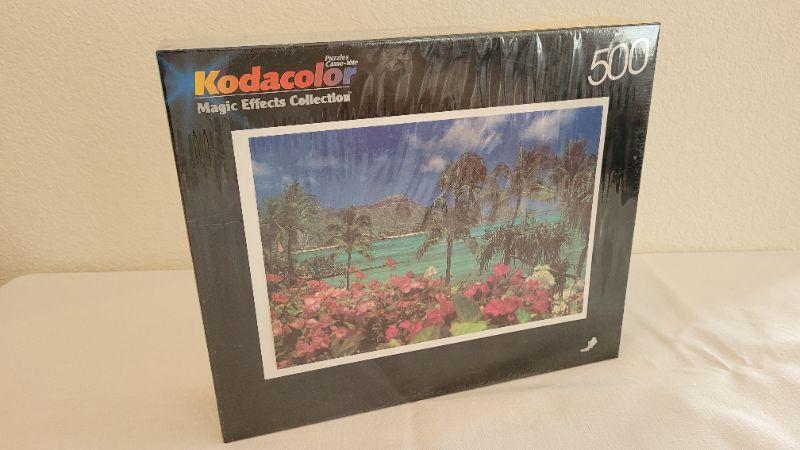 Puzzles
Casse-tête
Kodacolor
Magic Effects Collection
500